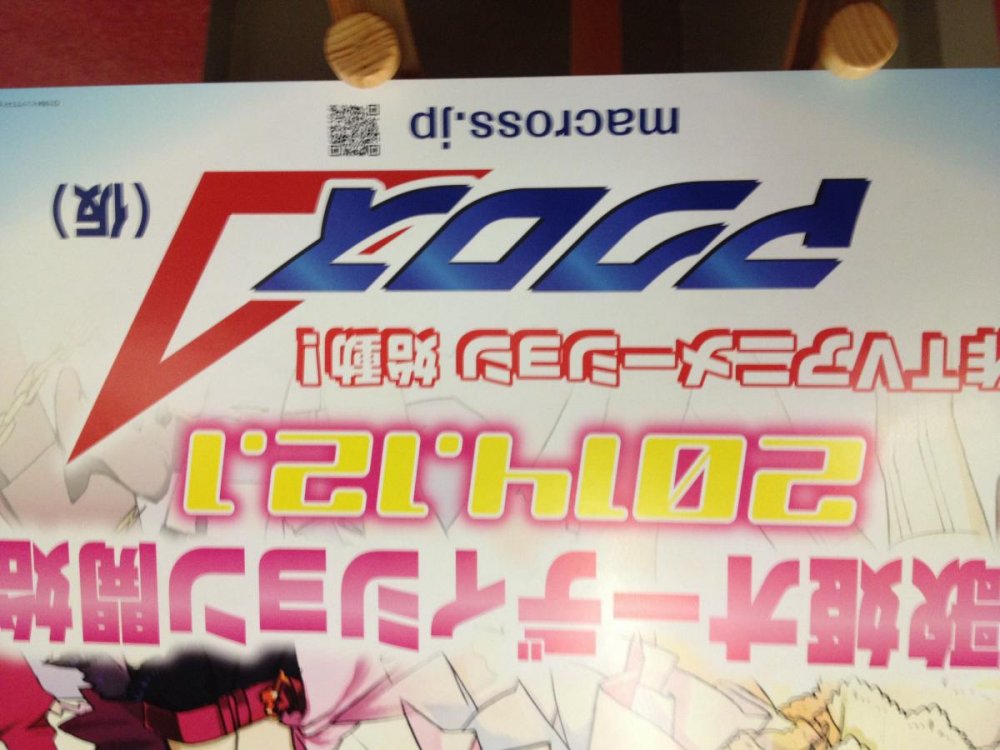 歌姫オーディション開始
2014.12.1
作TVアニメーション 始動!
マクロスΔ(仮)
macross.jp